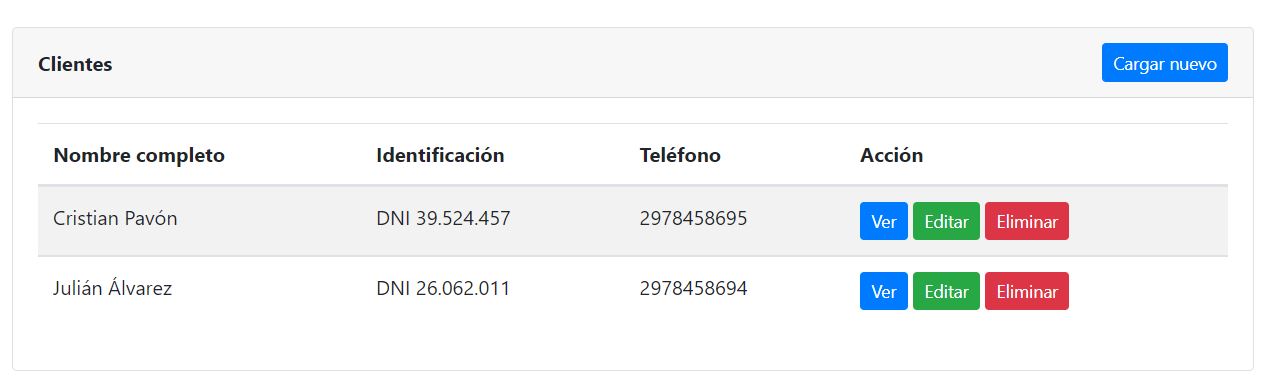 Clientes Cargar nuevo
Nombre completo Identificación Teléfono Acción
Cristian Pavón DNI 39.524.457 2978458695 Ver Editar Eliminar
Julián Álvarez DNI 26.062.011 2978458694 Ver Editar Eliminar